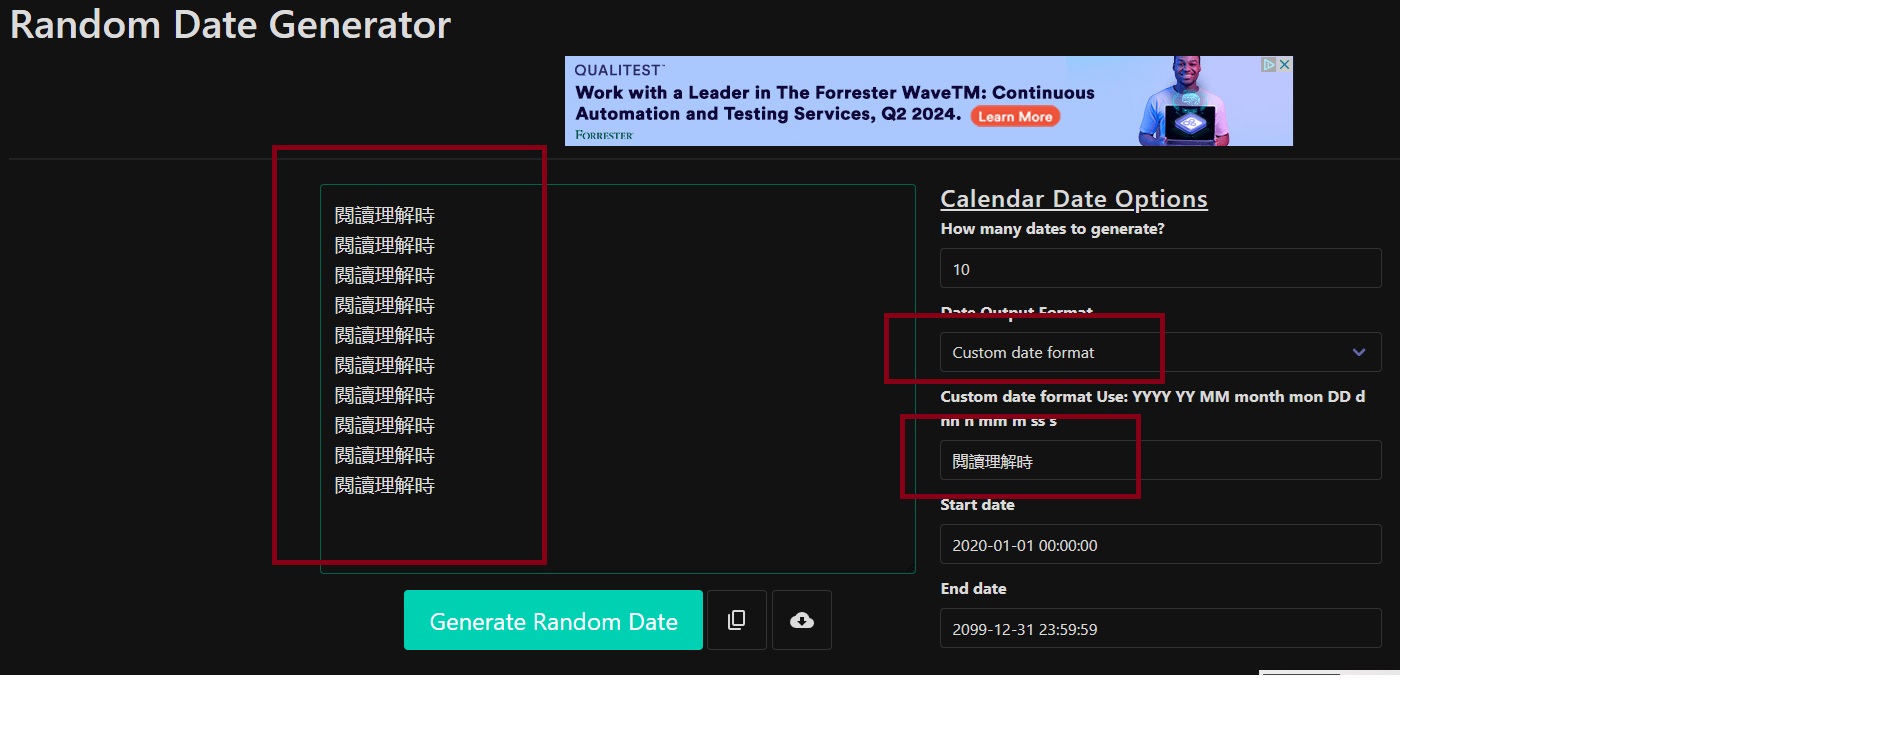 Random Date Generator
QUALITEST
Work with a Leader in The Forrester WaveTM: Continuous
Automation and Testing Services, Q2 2024. Learn More
FORRESTER
閱讀理解時
閱讀理解時
閱讀理解時
閱讀理解時
閱讀理解時
閱讀理解時
閱讀理解時
閱讀理解時
閱讀理解時
閱讀理解時
Generate Random Date
Calendar Date Options
How many dates to generate?
10
Date Output Format
Custom date format
Custom date format Use: YYYY YY MM month mon DD d
hh h mm m ss s
閱讀理解時
Start date
2020-01-01 00:00:00
End date
2099-12-31 23:59:59